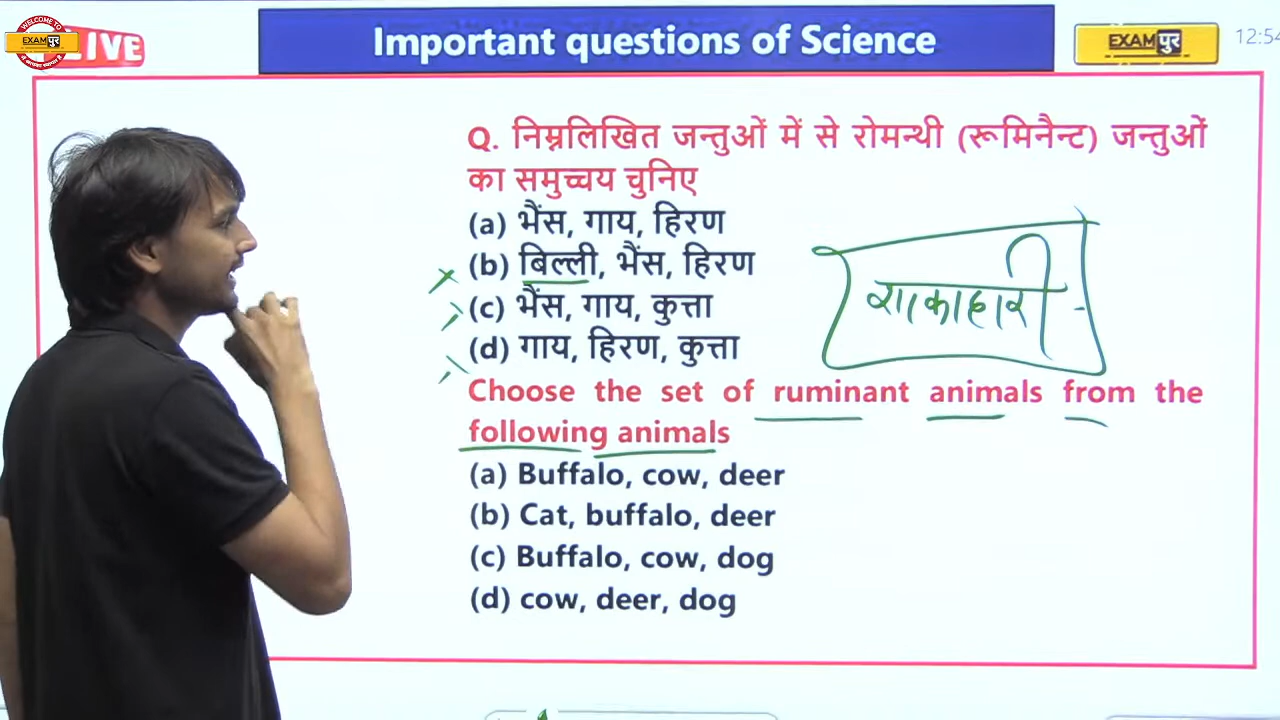 WELCOME TO
EXAMपुर
LIVE
Important questions of Science
EXAMपुर
12:54
Q. निम्नलिखित जन्तुओं में से रोमन्थी (रूमिनैन्ट) जन्तुओं
का समुच्चय चुनिए
(a) भैंस, गाय, हिरण
(b) बिल्ली, भैंस, हिरण
(c) भैंस, गाय, कुत्ता
(d) गाय, हिरण, कुत्ता
शाकाहारी
Choose the set of ruminant animals from the
following animals
(a) Buffalo, cow, deer
(b) Cat, buffalo, deer
(c) Buffalo, cow, dog
(d) cow, deer, dog